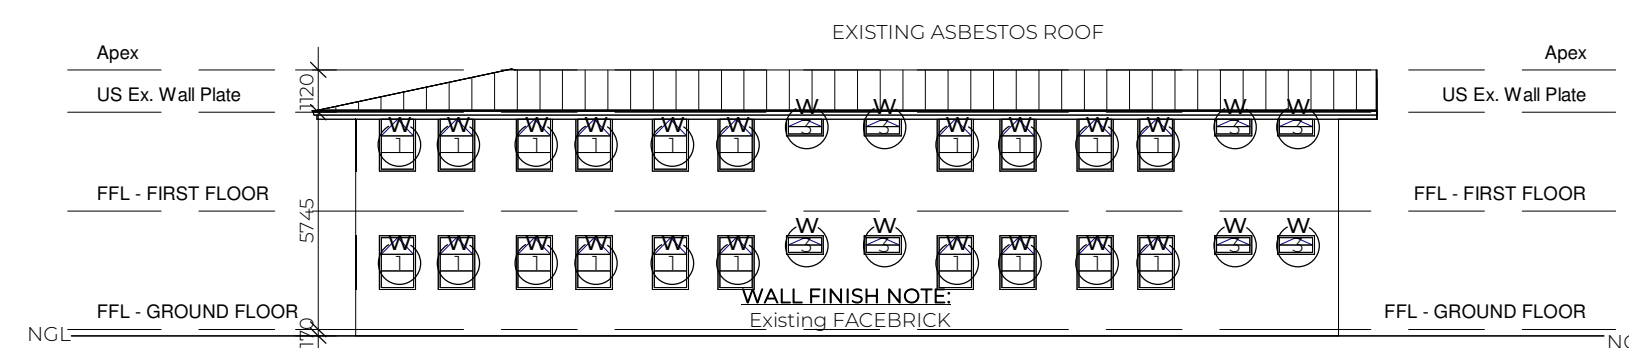 EXISTING ASBESTOS ROOF
Apex
Apex
1120
US Ex. Wall Plate
US Ex. Wall Plate
W W W W W W W W W W W W W W
1 1 1 1 1 1 3 3 1 1 1 1 3 3
FFL - FIRST FLOOR
FFL - FIRST FLOOR
5745
W W W W W W W W W W W W W W
1 1 1 1 1 1 3 3 1 1 1 1 3 3
WALL FINISH NOTE:
Existing FACEBRICK
FFL - GROUND FLOOR
FFL - GROUND FLOOR
170
NGL